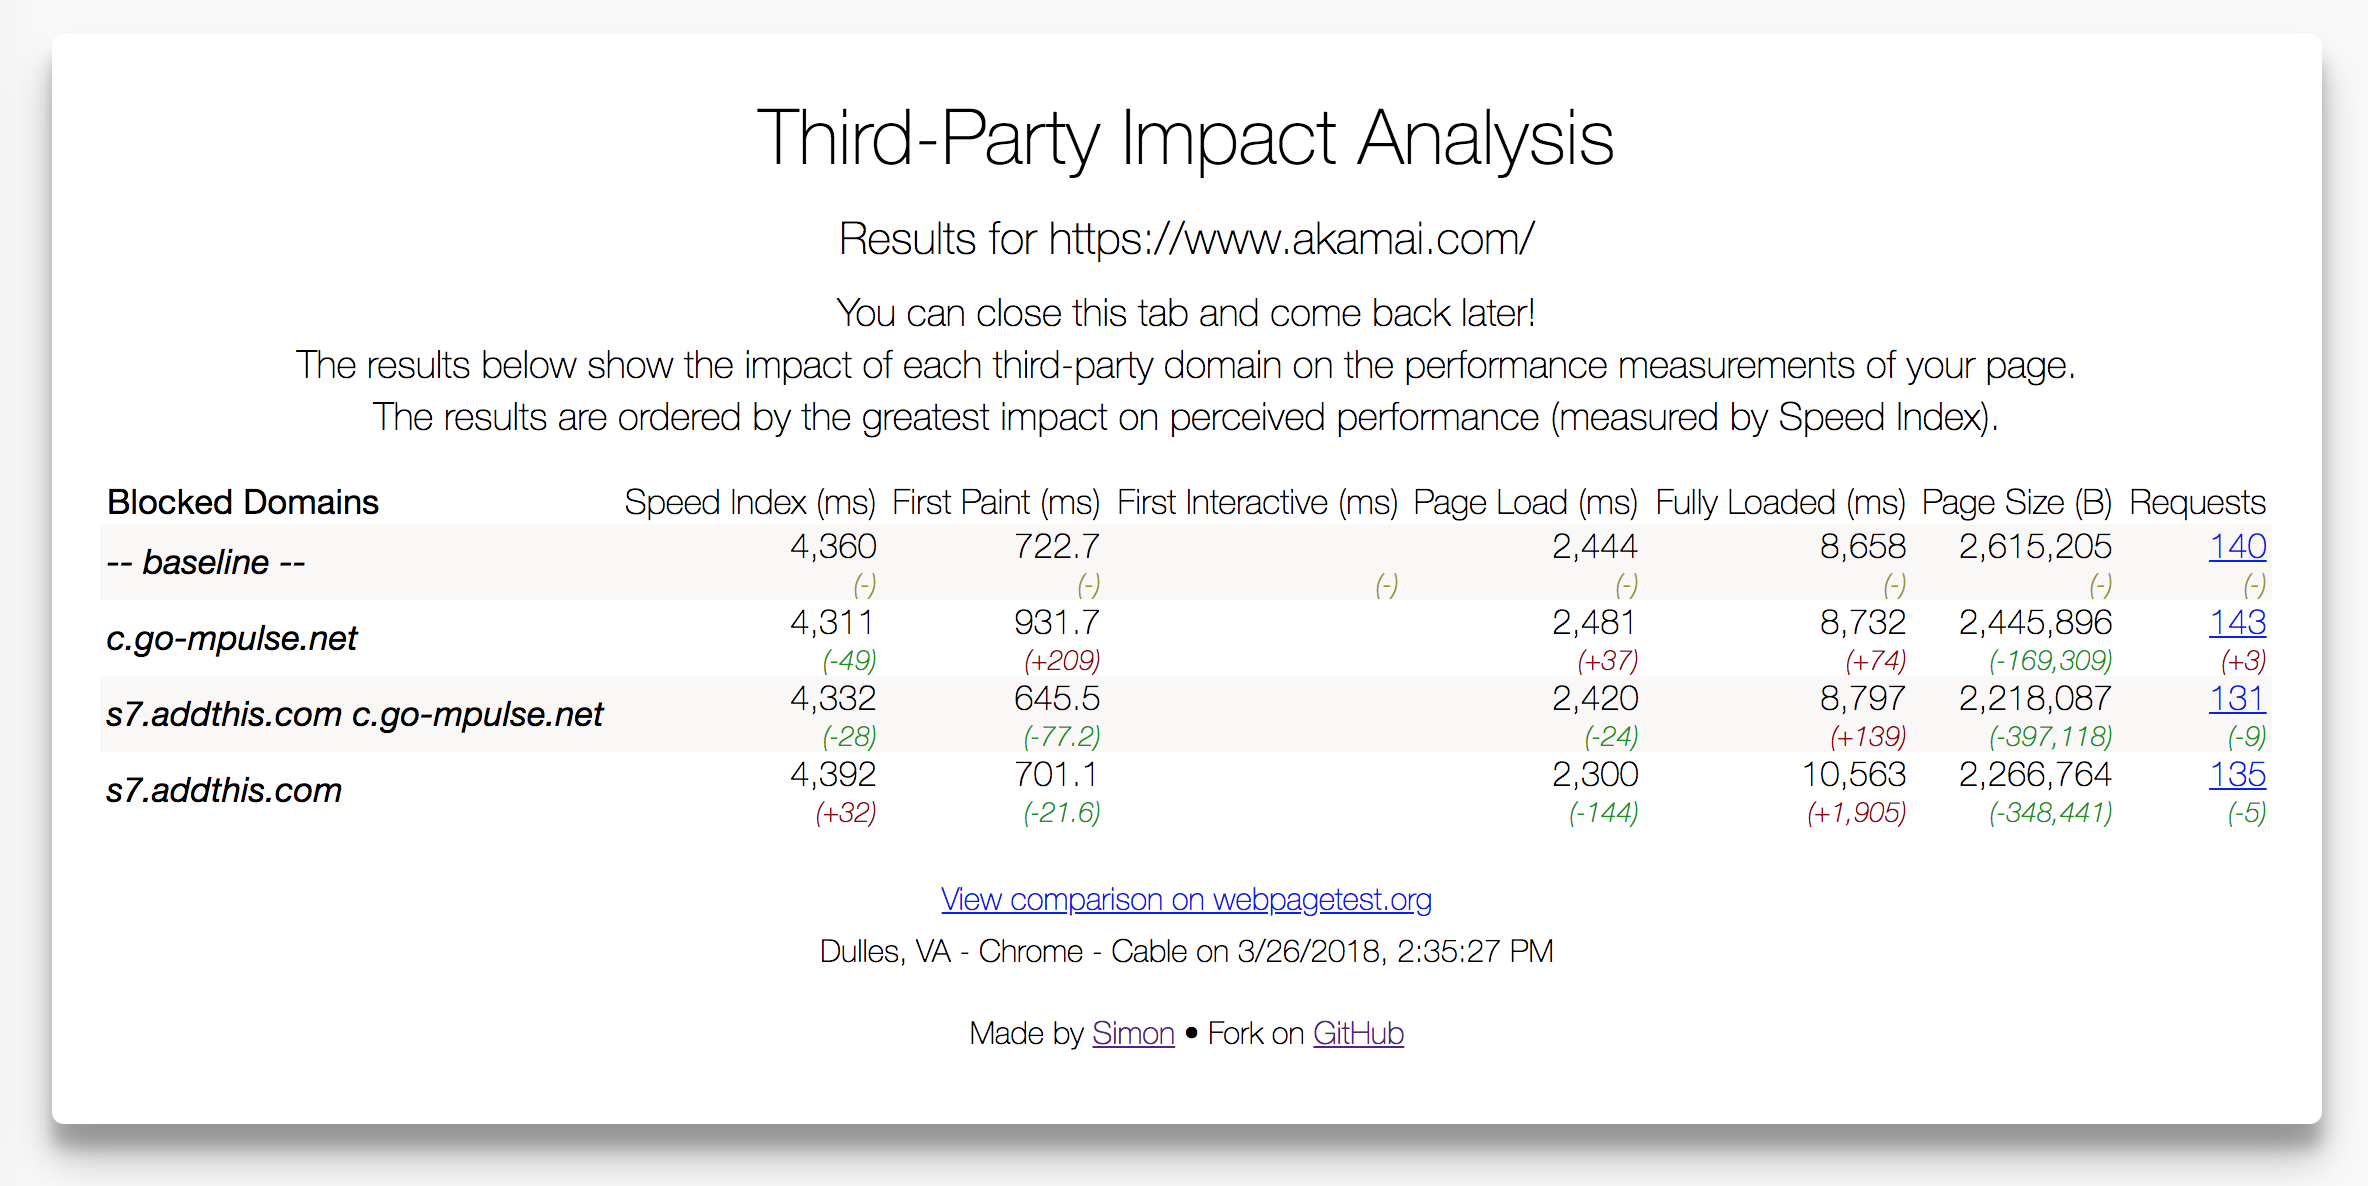 Third-Party Impact Analysis
Results for https://www.akamai.com/
You can close this tab and come back later!
The results below show the impact of each third-party domain on the performance measurements of your page.
The results are ordered by the greatest impact on perceived performance (measured by Speed Index).
Blocked Domains Speed Index (ms) First Paint (ms) First Interactive (ms) Page Load (ms) Fully Loaded (ms) Page Size (B) Requests
-- baseline -- 4,360 722.7 2,444 8,658 2,615,205 140
(-) (-) (-) (-) (-) (-) (-)
c.go-mpulse.net 4,311 931.7 2,481 8,732 2,445,896 143
(-49) (+209) (+37) (+74) (-169,309) (+3)
s7.addthis.com c.go-mpulse.net 4,332 645.5 2,420 8,797 2,218,087 131
(-28) (-77.2) (-24) (+139) (-397,118) (-9)
s7.addthis.com 4,392 701.1 2,300 10,563 2,266,764 135
(+32) (-21.6) (-144) (+1,905) (-348,441) (-5)
View comparison on webpagetest.org
Dulles, VA - Chrome - Cable on 3/26/2018, 2:35:27 PM
Made by Simon • Fork on GitHub